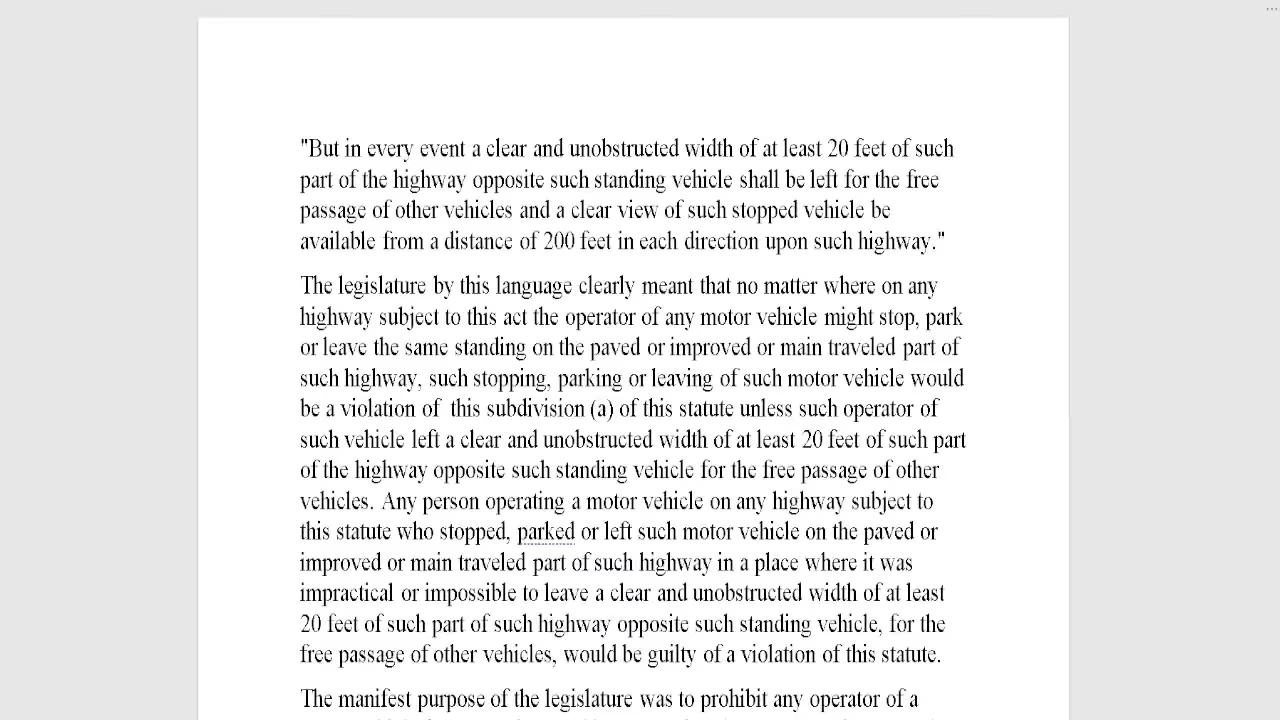 "But in every event a clear and unobstructed width of at least 20 feet of such
part of the highway opposite such standing vehicle shall be left for the free
passage of other vehicles and a clear view of such stopped vehicle be
available from a distance of 200 feet in each direction upon such highway."
The legislature by this language clearly meant that no matter where on any
highway subject to this act the operator of any motor vehicle might stop, park
or leave the same standing on the paved or improved or main traveled part of
such highway, such stopping, parking or leaving of such motor vehicle would
be a violation of  this subdivision (a) of this statute unless such operator of
such vehicle left a clear and unobstructed width of at least 20 feet of such part
of the highway opposite such standing vehicle for the free passage of other
vehicles. Any person operating a motor vehicle on any highway subject to
this statute who stopped, parked or left such motor vehicle on the paved or
improved or main traveled part of such highway in a place where it was
impractical or impossible to leave a clear and unobstructed width of at least
20 feet of such part of such highway opposite such standing vehicle, for the
free passage of other vehicles, would be guilty of a violation of this statute.
The manifest purpose of the legislature was to prohibit any operator of a